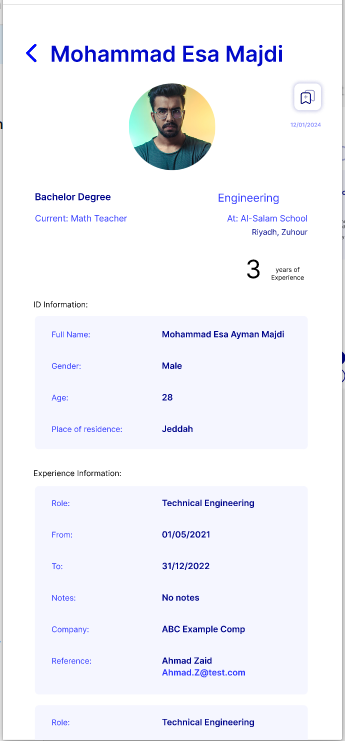 Mohammad Esa Majdi
12/01/2024
Bachelor Degree
Engineering
Current: Math Teacher
At: Al-Salam School
Riyadh, Zuhour
3 years of
Experience
ID Information:
Full Name: Mohammad Esa Ayman Majdi
Gender: Male
Age: 28
Place of residence: Jeddah
Experience Information:
Role: Technical Engineering
From: 01/05/2021
To: 31/12/2022
Notes: No notes
Company: ABC Example Comp
Reference: Ahmad Zaid
Ahmad.Z@test.com
Role: Technical Engineering